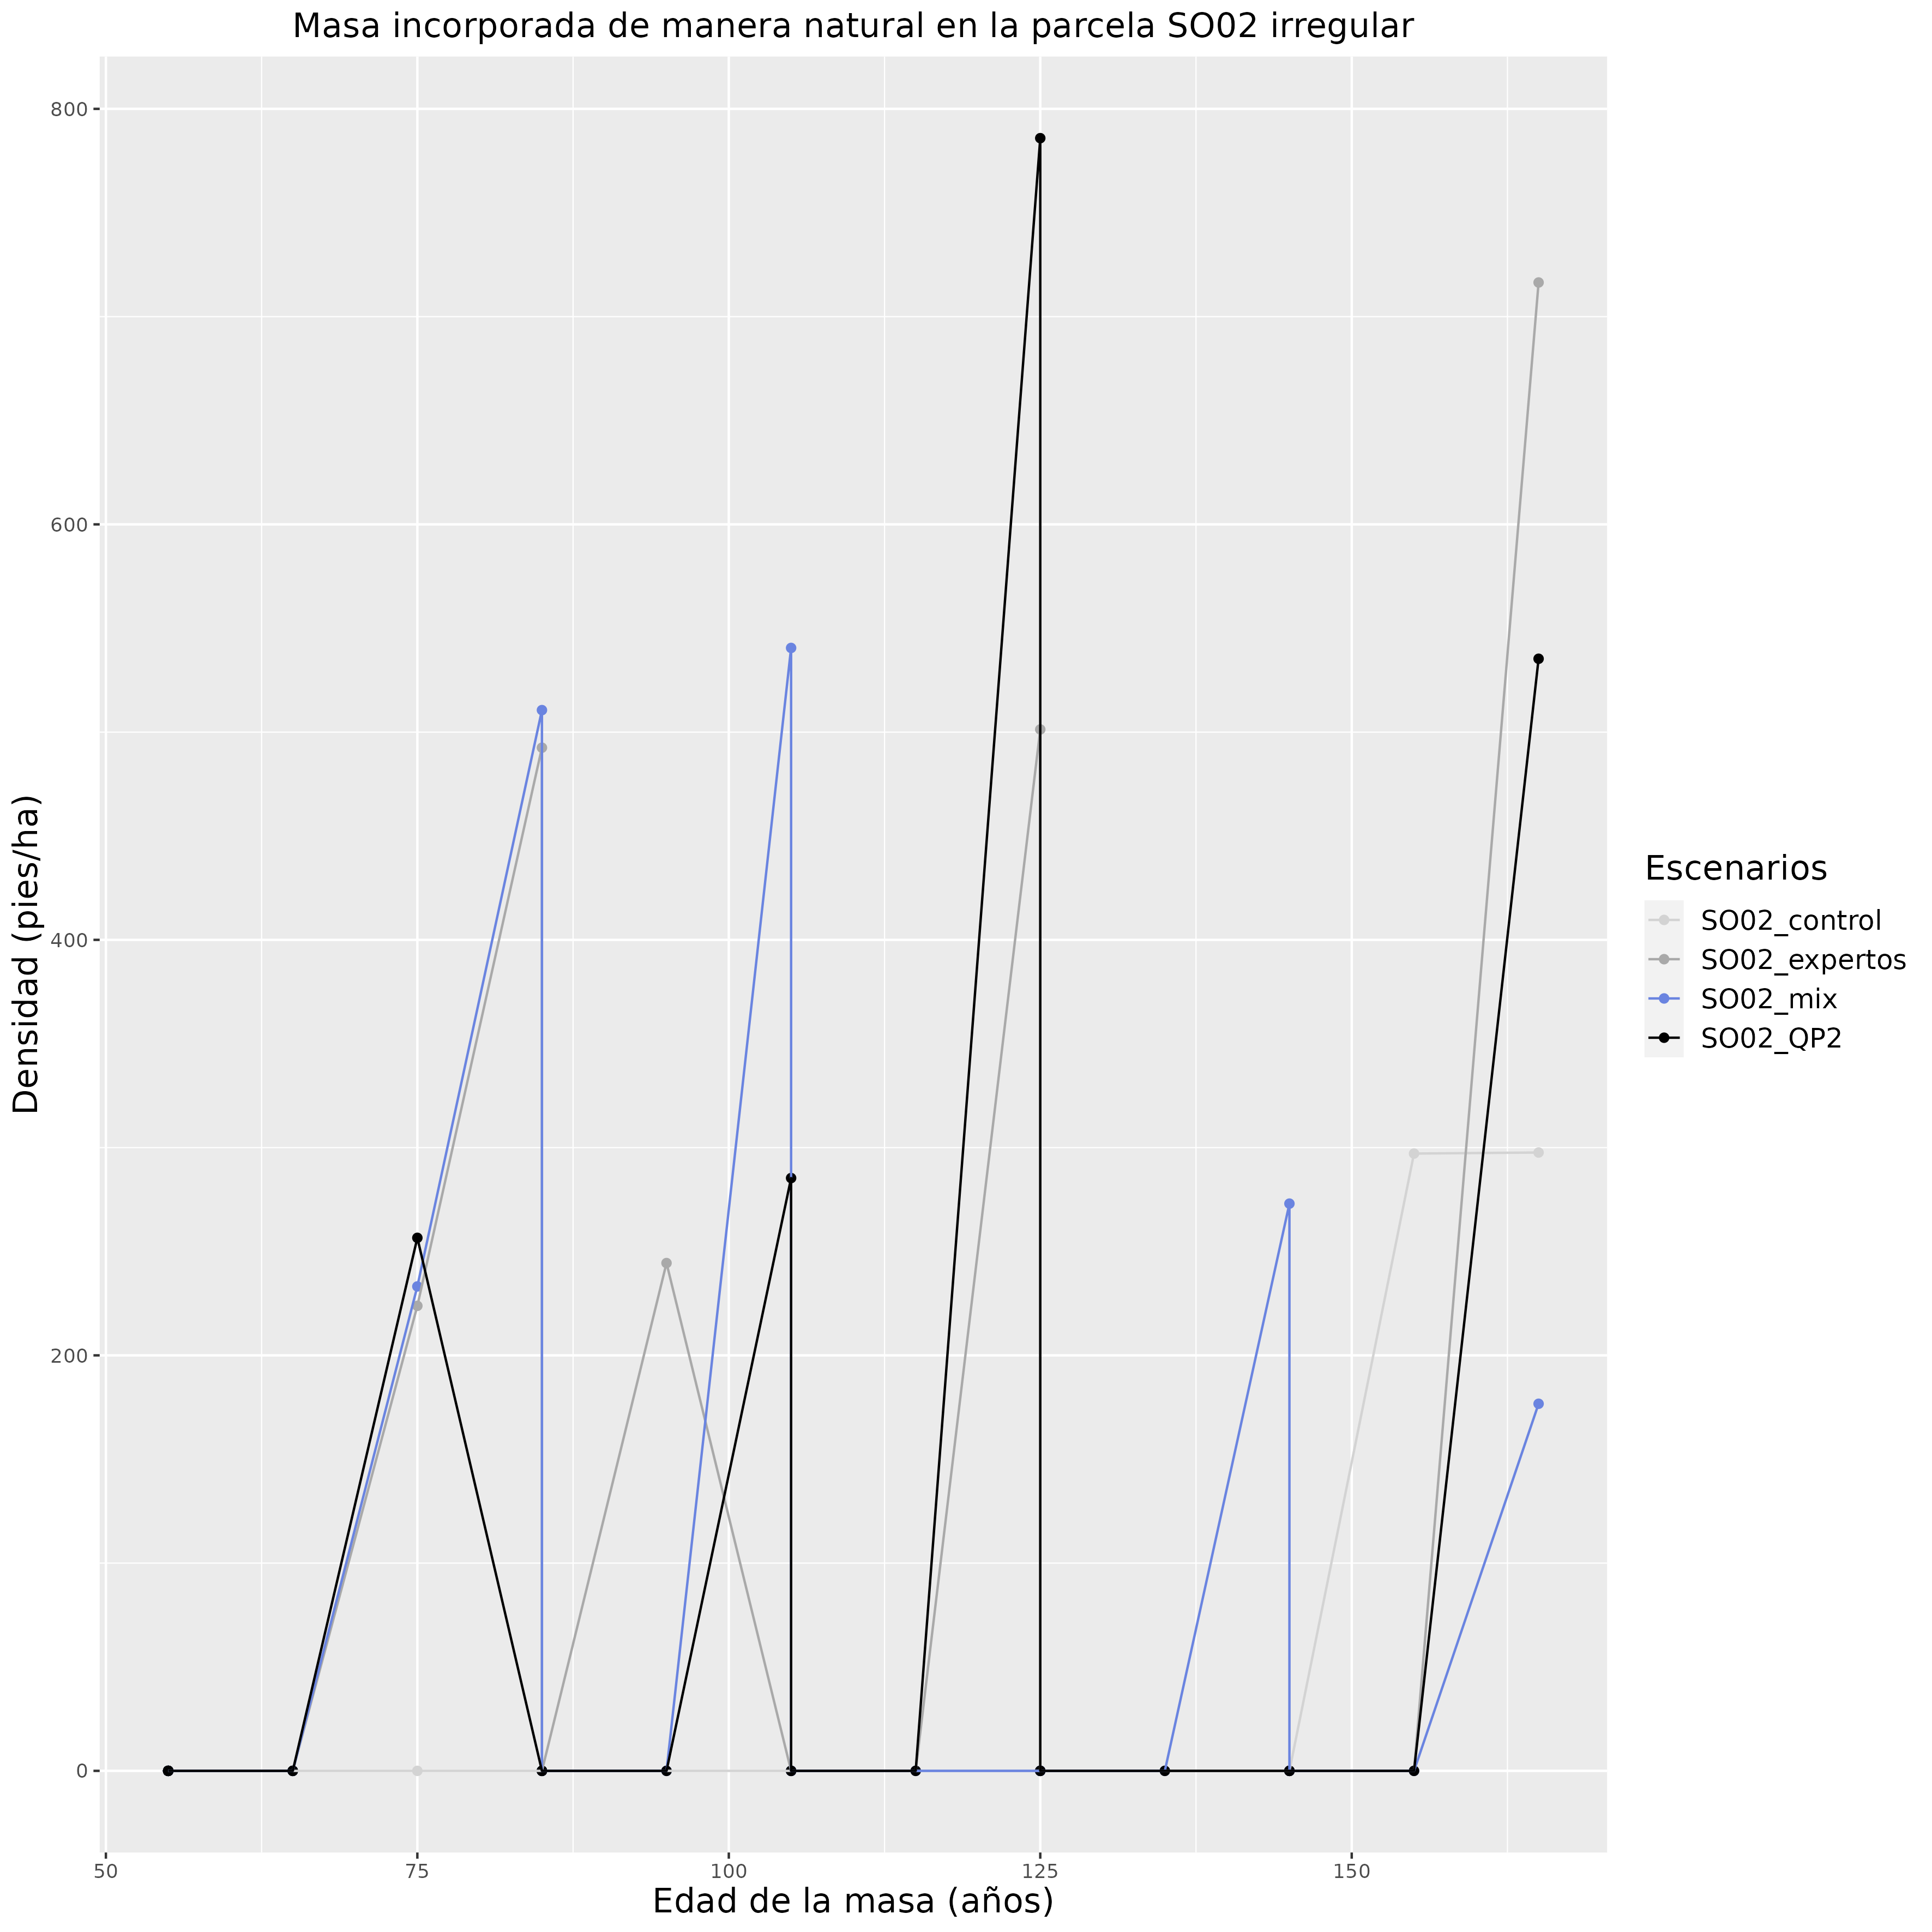 Masa incorporada de manera natural en la parcela SO02 irregular
800
600
400
200
0
Densidad (pies/ha)
50
75
100
125
150
Edad de la masa (años)
Escenarios
SO02_control
SO02_expertos
SO02_mix
SO02_QP2